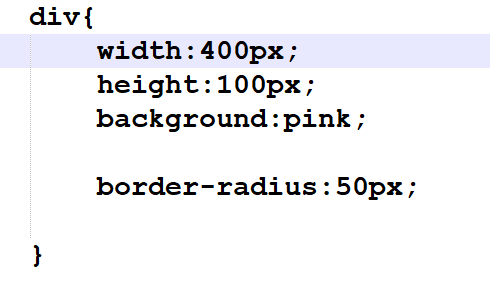 div{
width:400px;
height:100px;
background:pink;
border-radius:50px;
}